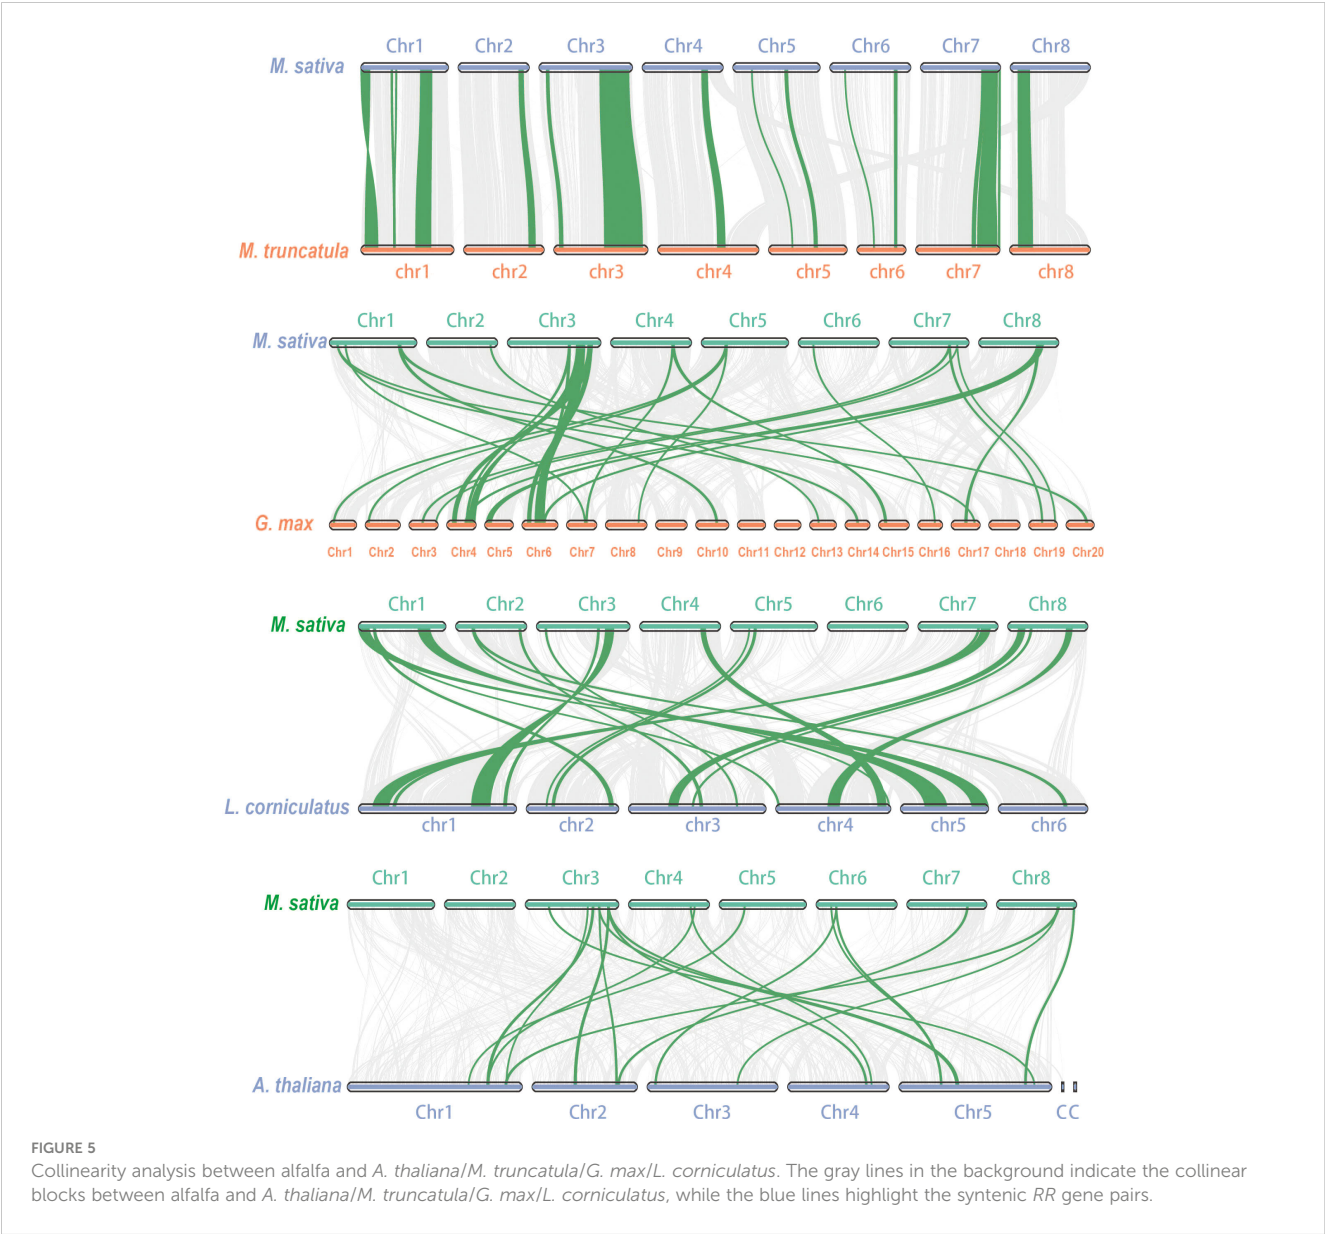 Chr1 Chr2 Chr3 Chr4 Chr5 Chr6 Chr7 Chr8
M. sativa
M. truncatula
chr1 chr2 chr3 chr4 chr5 chr6 chr7 chr8
Chr1 Chr2 Chr3 Chr4 Chr5 Chr6 Chr7 Chr8
M. sativa
G. max
Chr1 Chr2 Chr3 Chr4 Chr5 Chr6 Chr7 Chr8 Chr9 Chr10 Chr11 Chr12 Chr13 Chr14 Chr15 Chr16 Chr17 Chr18 Chr19 Chr20
Chr1 Chr2 Chr3 Chr4 Chr5 Chr6 Chr7 Chr8
M. sativa
L. corniculatus
chr1 chr2 chr3 chr4 chr5 chr6
Chr1 Chr2 Chr3 Chr4 Chr5 Chr6 Chr7 Chr8
M. sativa
A. thaliana
Chr1 Chr2 Chr3 Chr4 Chr5 C C
FIGURE 5
Collinearity analysis between alfalfa and A. thaliana/M. truncatula/G. max/L. corniculatus. The gray lines in the background indicate the collinear
blocks between alfalfa and A. thaliana/M. truncatula/G. max/L. corniculatus, while the blue lines highlight the syntenic RR gene pairs.